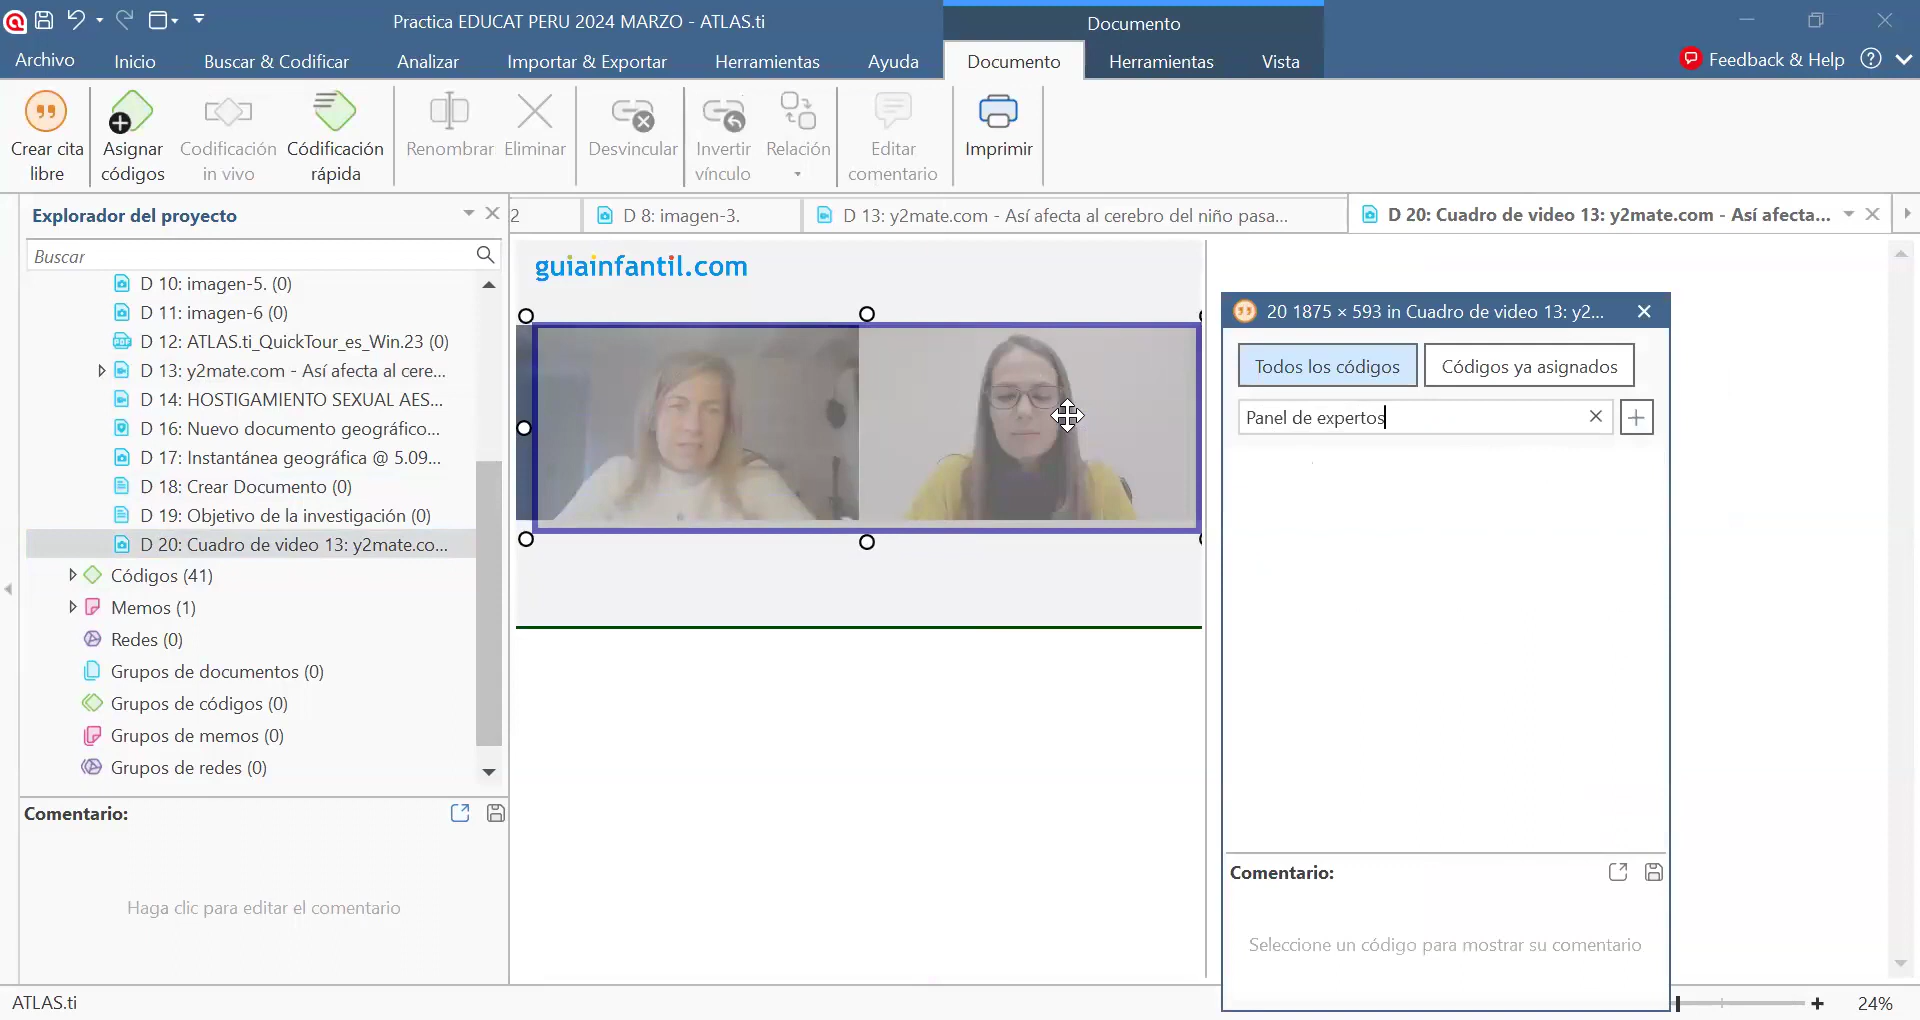 Practica EDUCAT PERU 2024 MARZO - ATLAS.ti
Documento
Archivo
Inicio
Buscar & Codificar
Analizar
Importar & Exportar
Herramientas
Ayuda
Documento
Herramientas
Vista
Feedback & Help
Crear cita
libre
Asignar
códigos
Codificación
in vivo
Códificación
rápida
Renombrar
Eliminar
Desvincular
Invertir
vínculo
Relación
Editar
comentario
Imprimir
Explorador del proyecto
2
D 8: imagen-3.
D 13: y2mate.com - Así afecta al cerebro del niño pasa...
D 20: Cuadro de video 13: y2mate.com - Así afecta...
Buscar
D 10: imagen-5. (0)
D 11: imagen-6 (0)
D 12: ATLAS.ti_QuickTour_es_Win.23 (0)
D 13: y2mate.com - Así afecta al cere...
D 14: HOSTIGAMIENTO SEXUAL AES...
D 16: Nuevo documento geográfico...
D 17: Instantánea geográfica @ 5.09...
D 18: Crear Documento (0)
D 19: Objetivo de la investigación (0)
D 20: Cuadro de video 13: y2mate.co...
Códigos (41)
Memos (1)
Redes (0)
Grupos de documentos (0)
Grupos de códigos (0)
Grupos de memos (0)
Grupos de redes (0)
Comentario:
Haga clic para editar el comentario
guiainfantil.com
20 1875 × 593 in Cuadro de video 13: y2...
Todos los códigos
Códigos ya asignados
Panel de expertos
Comentario:
Seleccione un código para mostrar su comentario
ATLAS.ti
24%